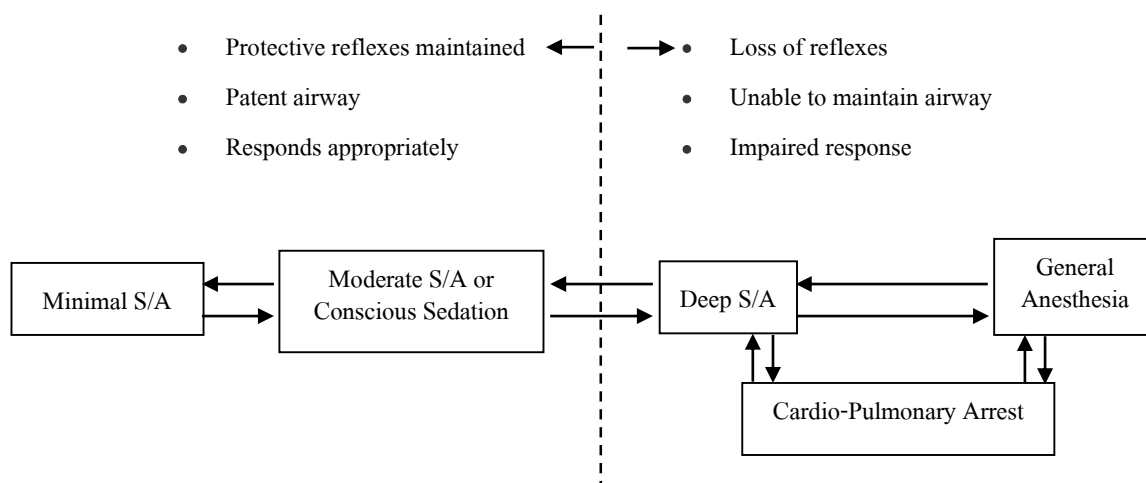 • Protective reflexes maintained
• Patent airway
• Responds appropriately
• Loss of reflexes
• Unable to maintain airway
• Impaired response
Minimal S/A
Moderate S/A or
Conscious Sedation
Deep S/A
General
Anesthesia
Cardio-Pulmonary Arrest